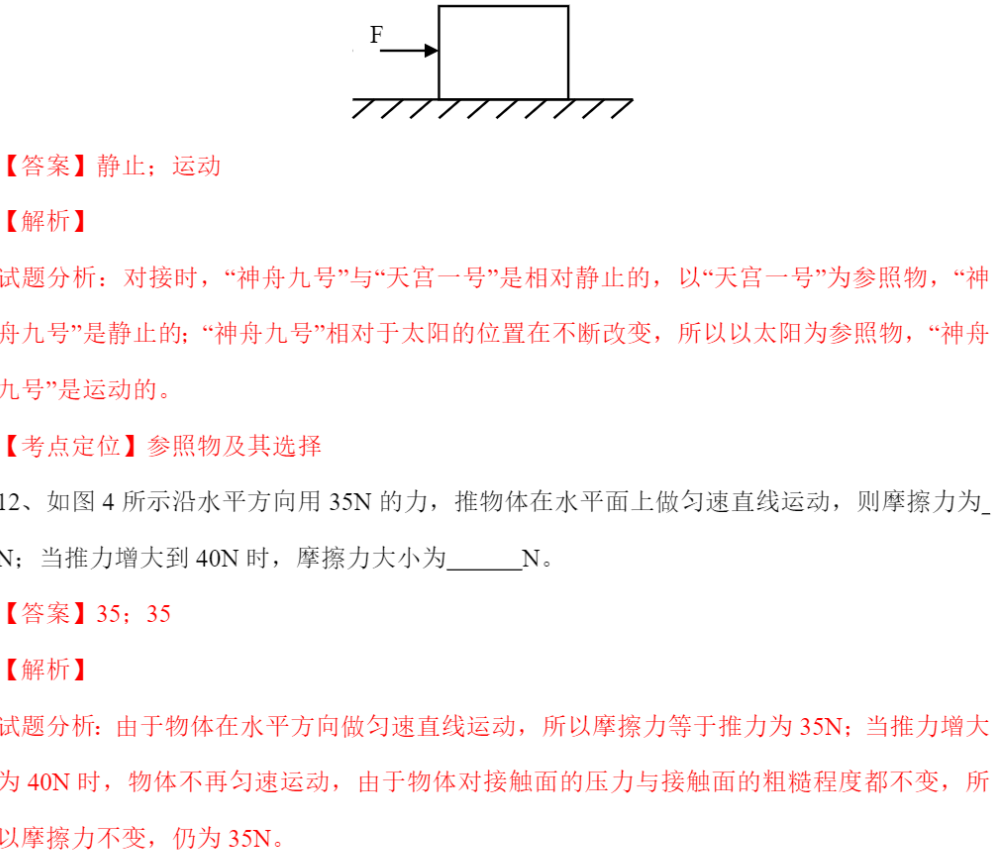 F
【答案】静止；运动
【解析】
试题分析：对接时，“神舟九号”与“天宫一号”是相对静止的，以“天宫一号”为参照物，“神
舟九号”是静止的；“神舟九号”相对于太阳的位置在不断改变，所以以太阳为参照物，“神舟
九号”是运动的。
【考点定位】参照物及其选择
12、如图 4 所示沿水平方向用 35N 的力，推物体在水平面上做匀速直线运动，则摩擦力为_
N；当推力增大到 40N 时，摩擦力大小为______N。
【答案】35；35
【解析】
试题分析：由于物体在水平方向做匀速直线运动，所以摩擦力等于推力为 35N；当推力增大
为 40N 时，物体不再匀速运动，由于物体对接触面的压力与接触面的粗糙程度都不变，所
以摩擦力不变，仍为 35N。